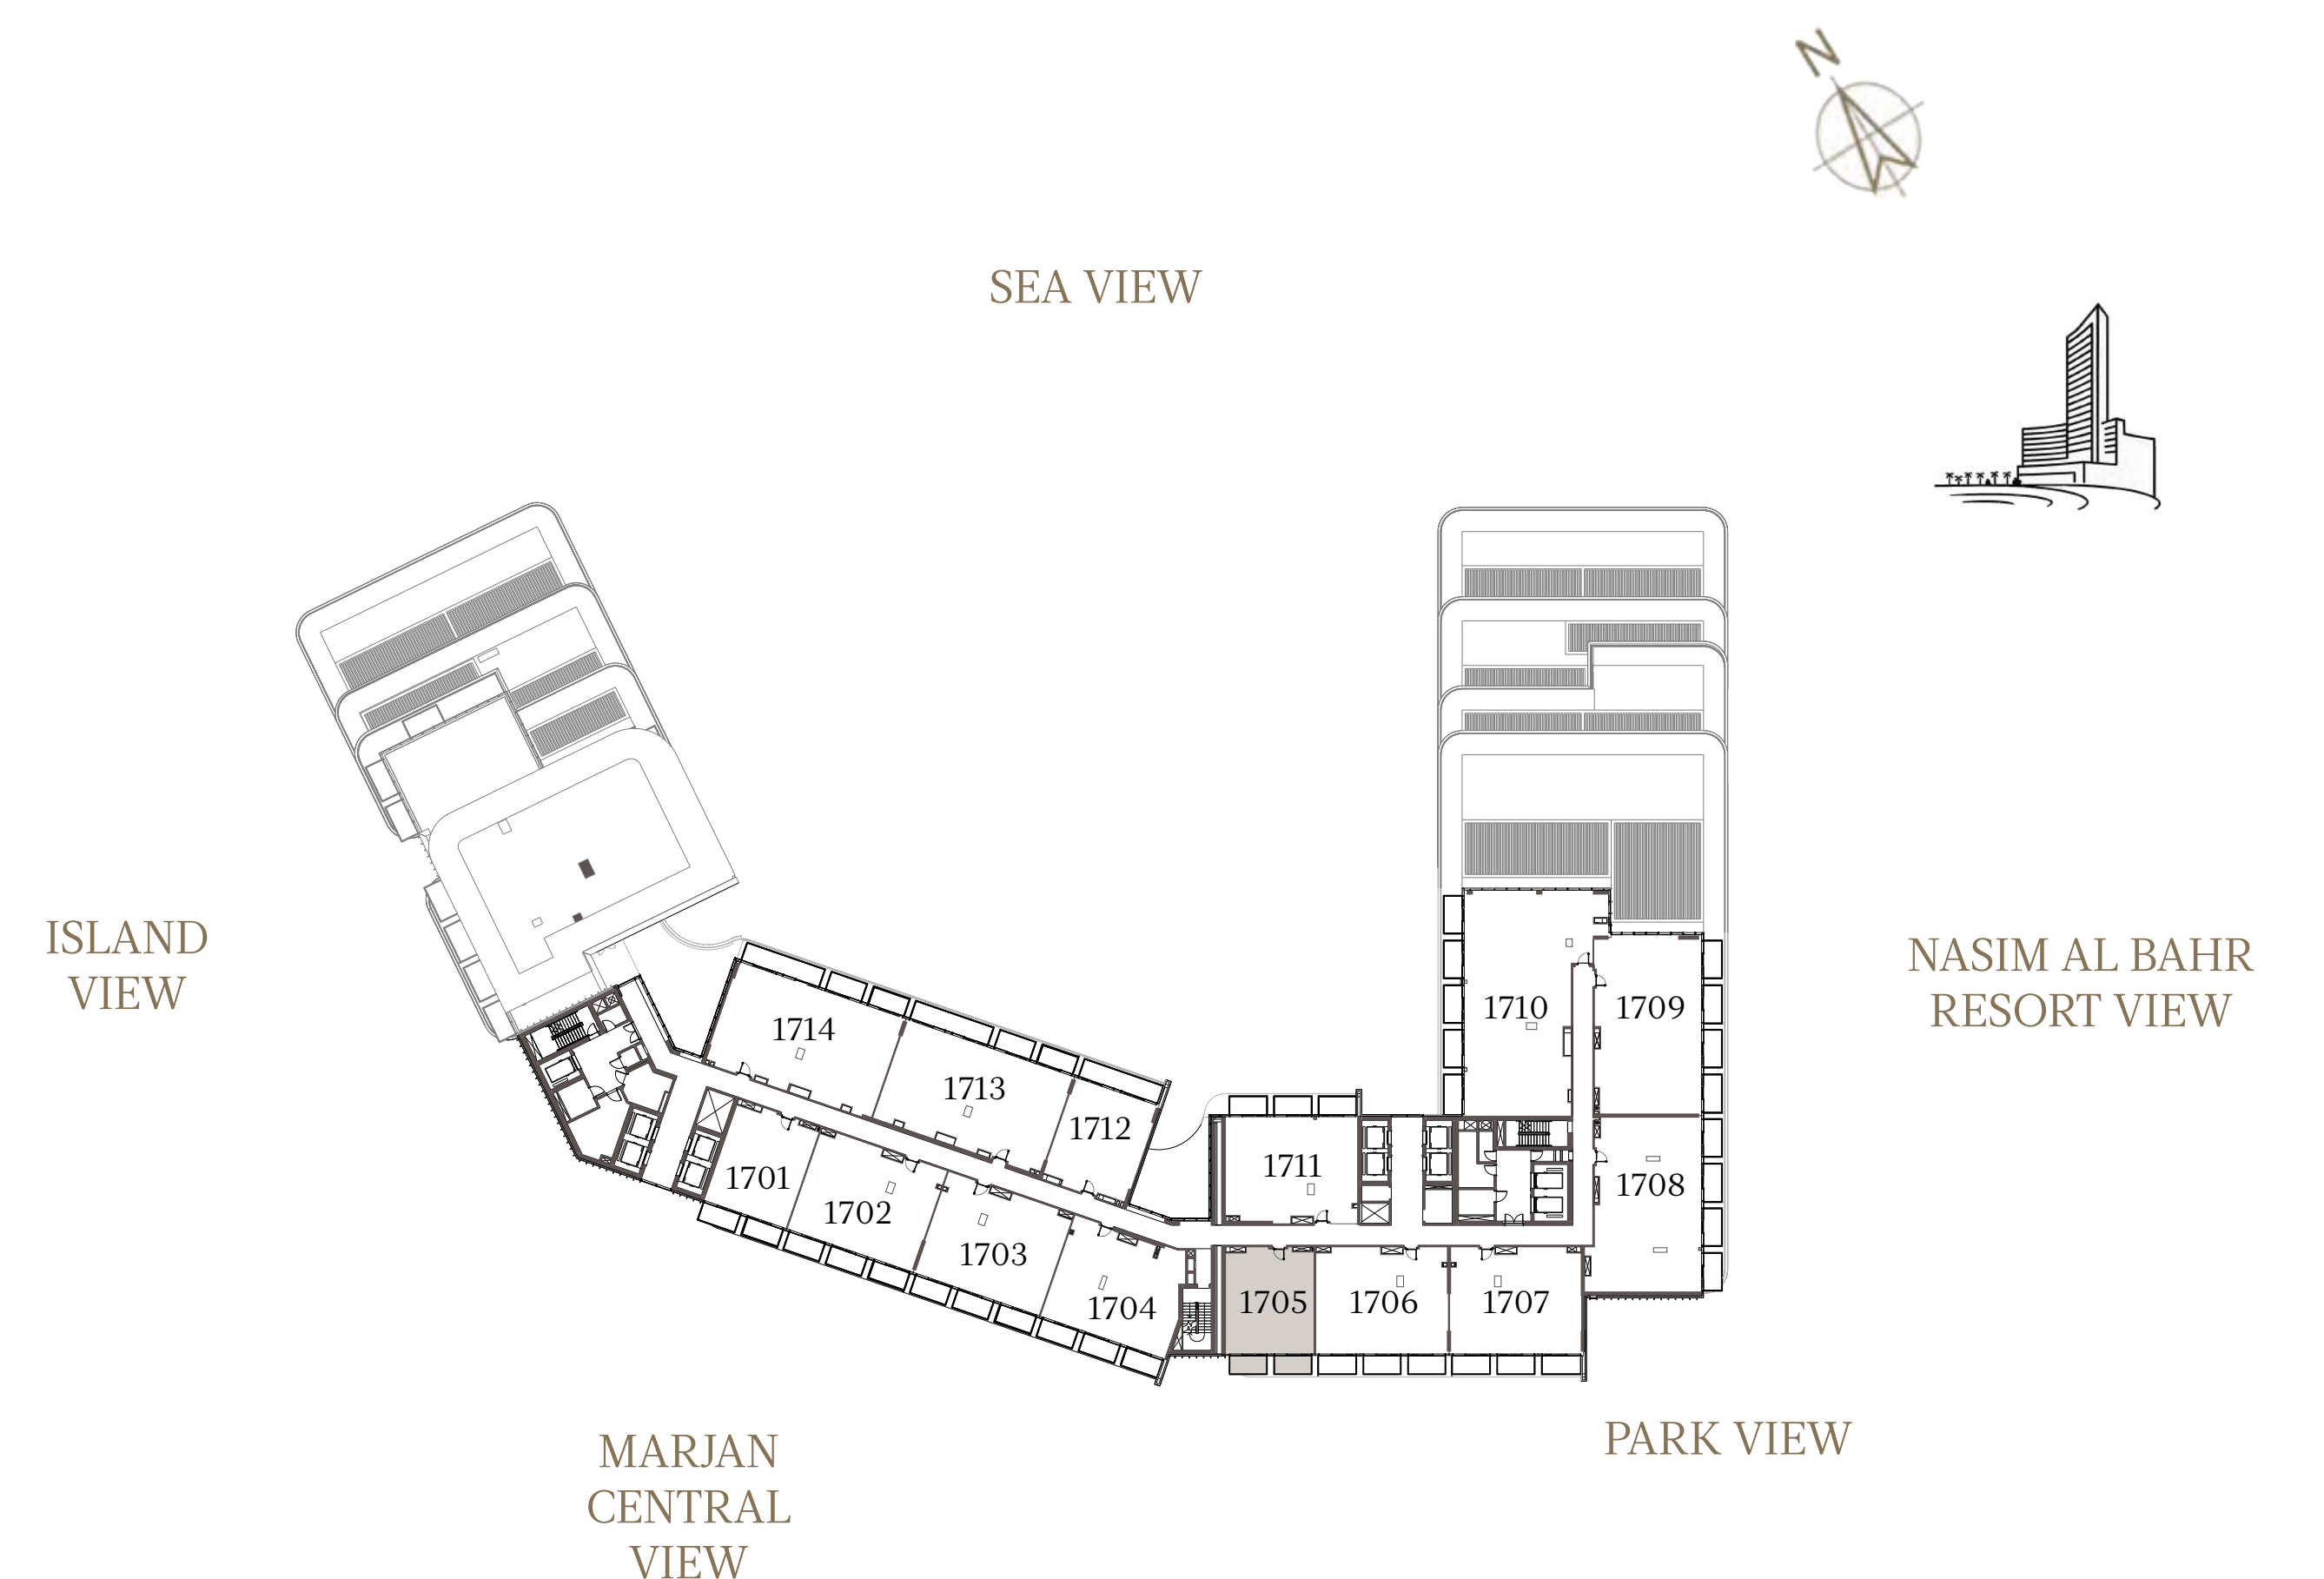 N
SEA VIEW
ISLAND
VIEW
NASIM AL BAHR
RESORT VIEW
1710
1709
1714
1713
1712
1711
1708
1701
1702
1703
1704
1705
1706
1707
PARK VIEW
MARJAN
CENTRAL
VIEW